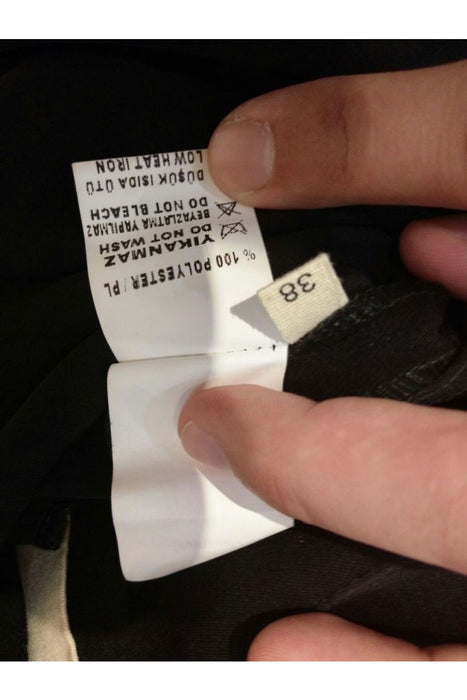 % 100 POLYESTER / PL
YIKANMAZ
DO NOT WASH
BEYAZLATMA YAPILMAZ
DO NOT BLEACH
DÜŞÜK ISIDA ÜTÜ
LOW HEAT IRON
38